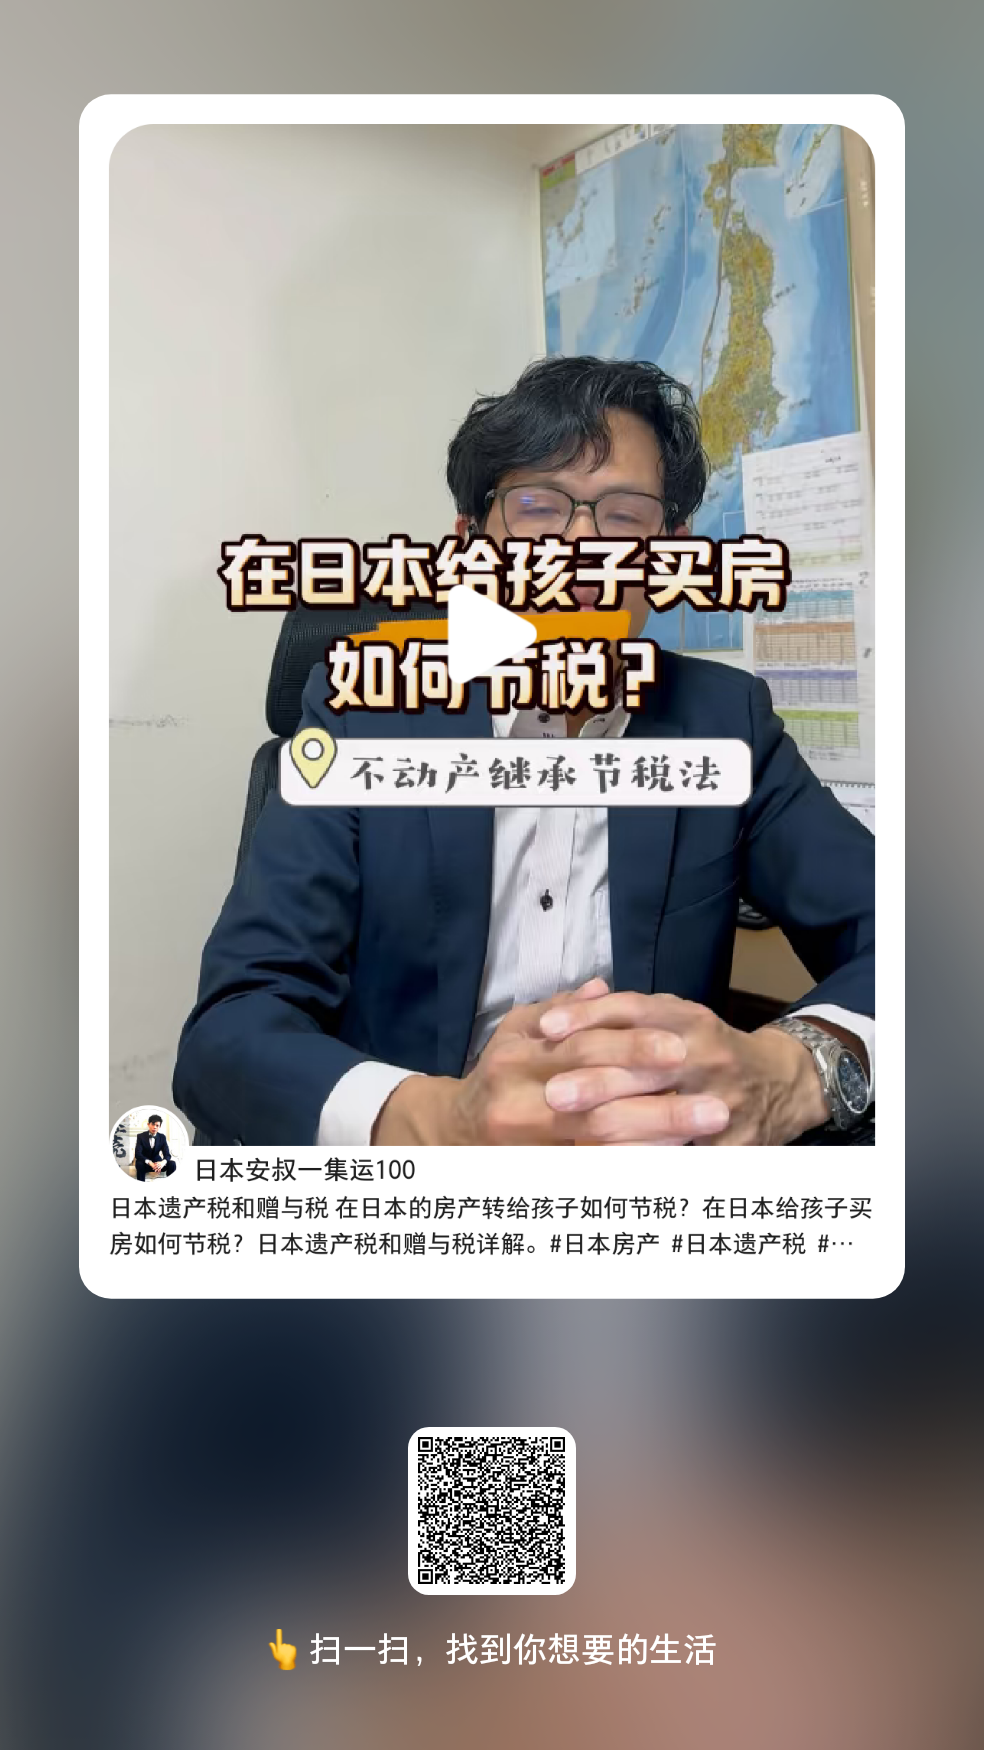 在日本给孩子买房
如何节税？
不动产继承节税法
日本安叔一集运100
日本遗产税和赠与税 在日本的房产转给孩子如何节税？在日本给孩子买
房如何节税？日本遗产税和赠与税详解。#日本房产 #日本遗产税 #…
👆扫一扫，找到你想要的生活